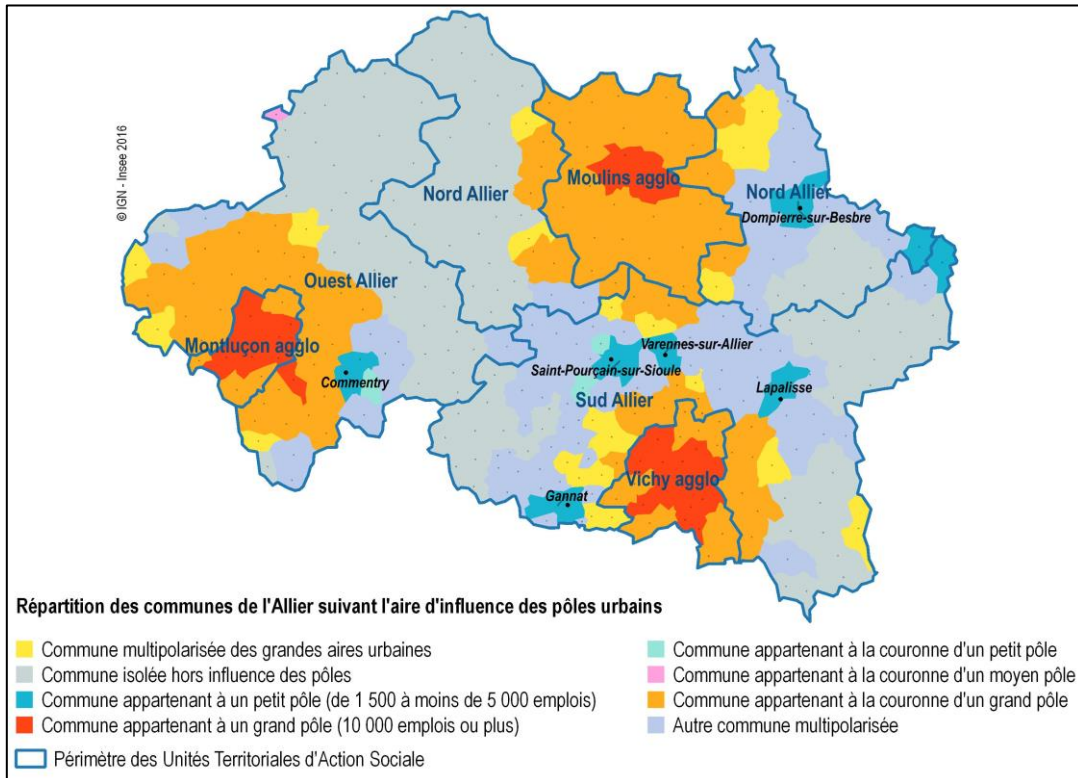 © IGN - Insee 2016
Nord Allier
Moulins agglo
Nord Allier
Dompierre-sur-Besbre
Ouest Allier
Montluçon agglo
Commentry
Varennes-sur-Allier
Saint-Pourçain-sur-Sioule
Lapalisse
Sud Allier
Vichy agglo
Gannat
Répartition des communes de l'Allier suivant l'aire d'influence des pôles urbains
Commune multipolarisée des grandes aires urbaines
Commune isolée hors influence des pôles
Commune appartenant à un petit pôle (de 1 500 à moins de 5 000 emplois)
Commune appartenant à un grand pôle (10 000 emplois ou plus)
Périmètre des Unités Territoriales d'Action Sociale
Commune appartenant à la couronne d'un petit pôle
Commune appartenant à la couronne d'un moyen pôle
Commune appartenant à la couronne d'un grand pôle
Autre commune multipolarisée